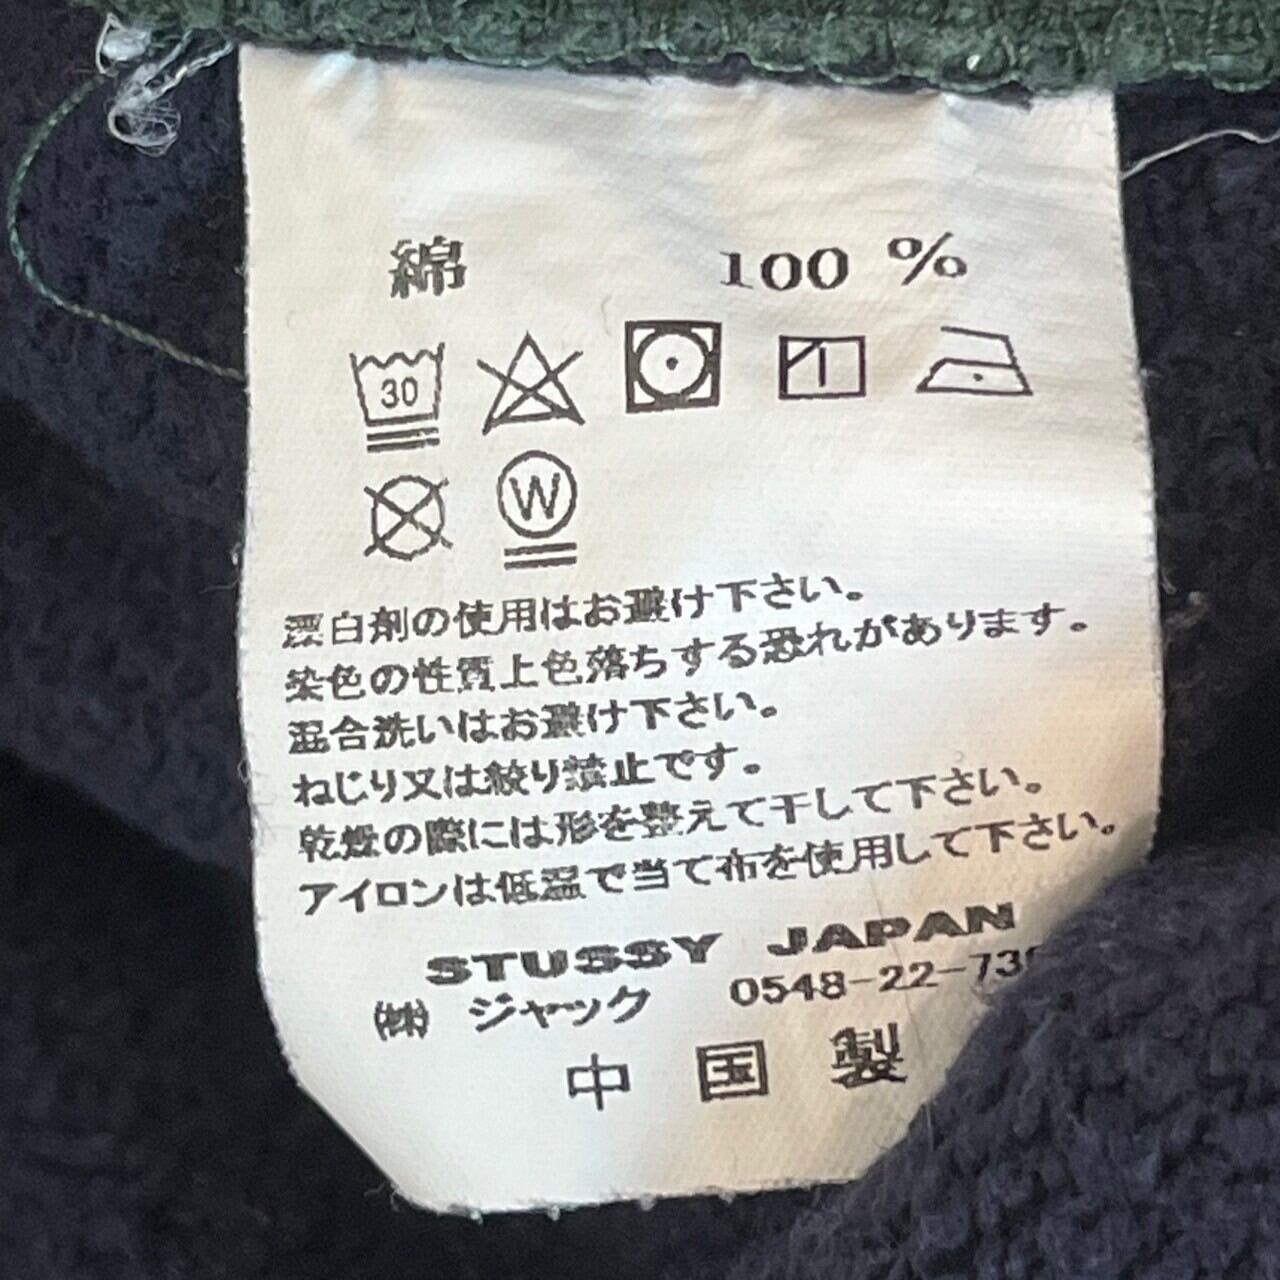 綿 100 %
30
W
漂白剤の使用はお避け下さい。
染色の性質上色落ちする恐れがあります。
混合洗いはお避け下さい。
ねじり又は絞り禁止です。
乾燥の際には形を整えて干して下さい。
アイロンは低温で当て布を使用して下さい。
STUSSY JAPAN
㈱ ジャック 0548-22-73
中国製